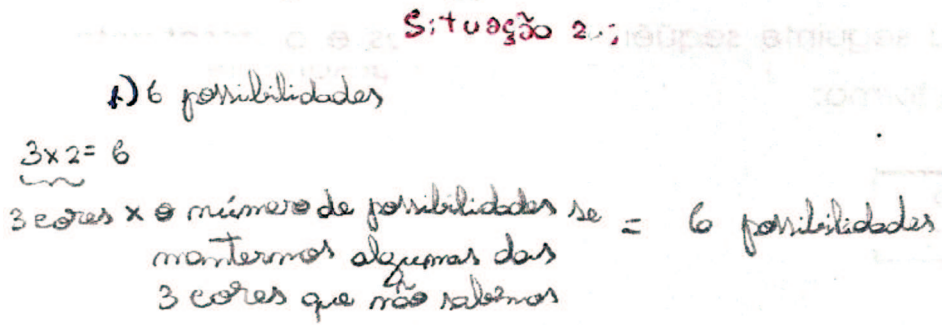 Situação 2:
1) 6 possibilidades
3x2 = 6
3 cores x o número de possibilidades se = 6 possibilidades
mantermos algumas das
3 cores que não sabemos